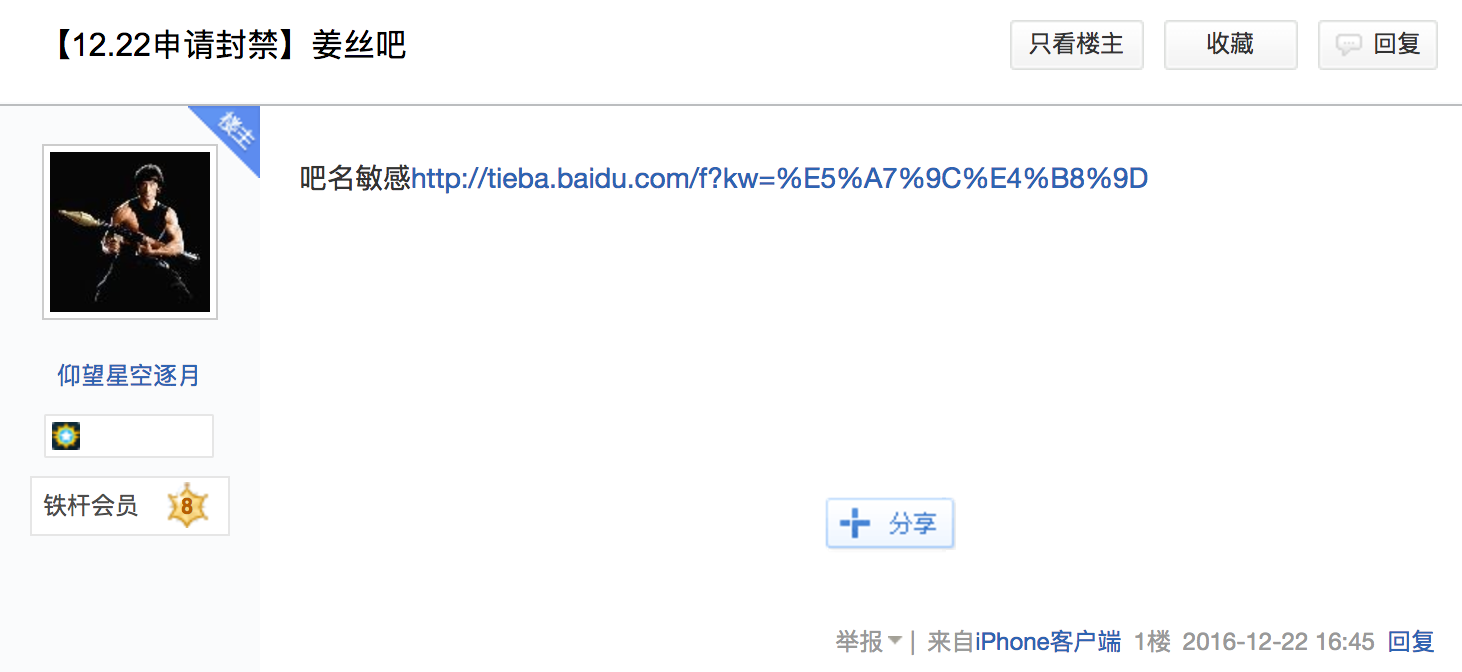 【12.22申请封禁】姜丝吧
只看楼主
收藏
回复
楼主
吧名敏感http://tieba.baidu.com/f?kw=%E5%A7%9C%E4%B8%9D
仰望星空逐月
铁杆会员 8
分享
举报 | 来自iPhone客户端 1楼 2016-12-22 16:45 回复